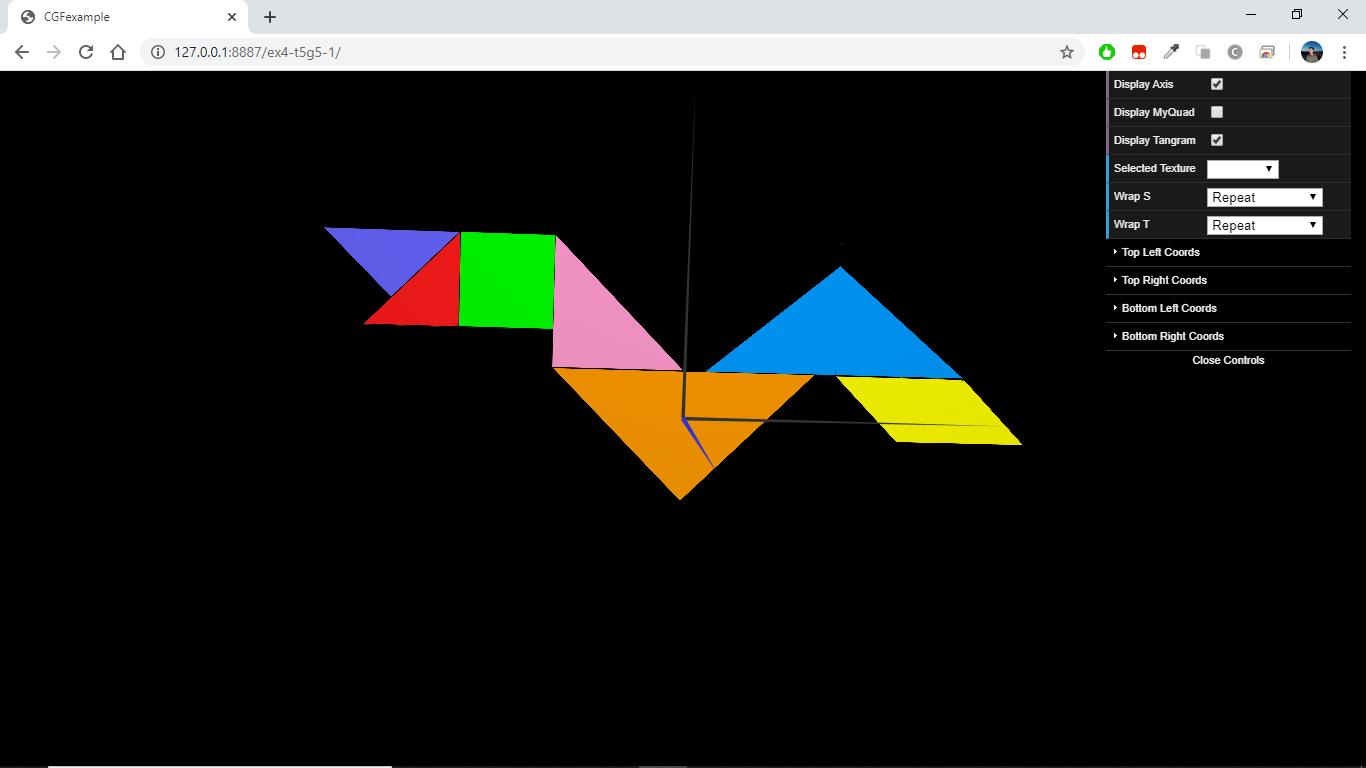 CGFexample
127.0.0.1:8887/ex4-t5g5-1/
C
Display Axis
Display MyQuad
Display Tangram
Selected Texture
Wrap S Repeat
Wrap T Repeat
Top Left Coords
Top Right Coords
Bottom Left Coords
Bottom Right Coords
Close Controls